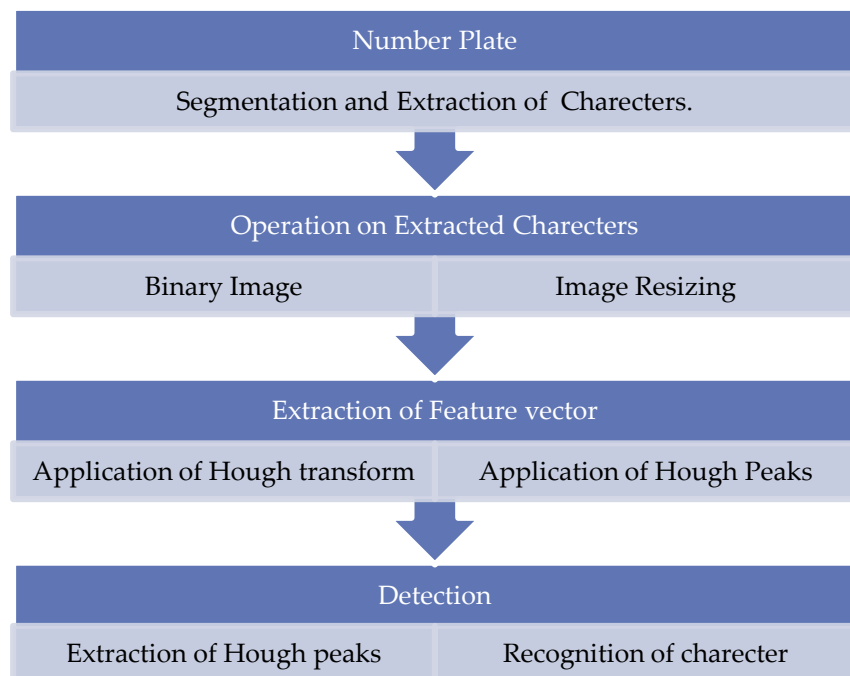 Number Plate
Segmentation and Extraction of Charecters.
Operation on Extracted Charecters
Binary Image
Image Resizing
Extraction of Feature vector
Application of Hough transform
Application of Hough Peaks
Detection
Extraction of Hough peaks
Recognition of charecter